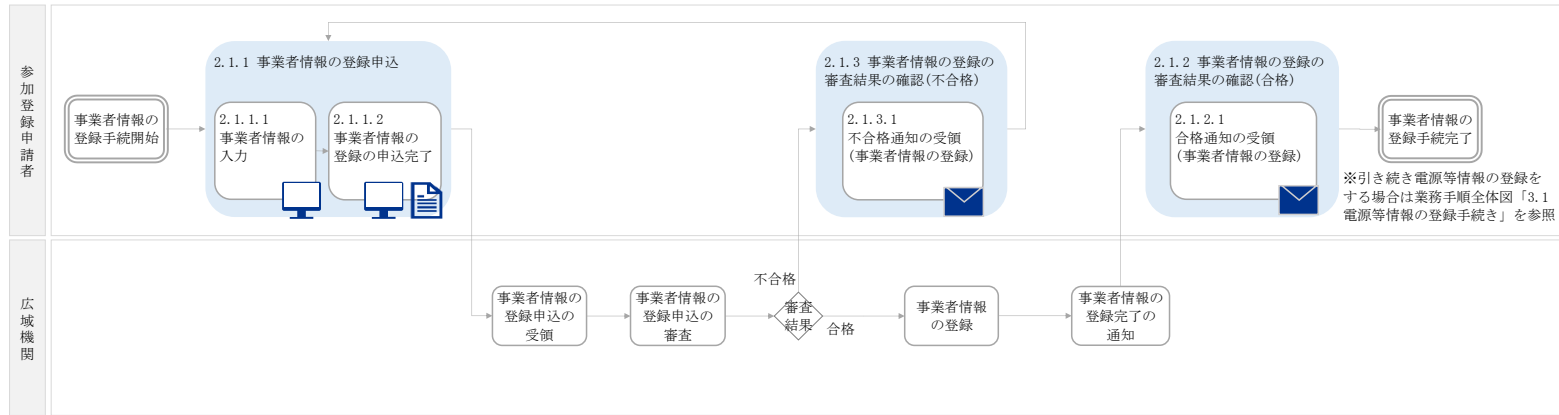 参加登録申請者
事業者情報の
登録手続開始
2.1.1 事業者情報の登録申込
2.1.1.1
事業者情報の
入力
2.1.1.2
事業者情報の
登録の申込完了
2.1.3 事業者情報の登録の
審査結果の確認(不合格)
2.1.3.1
不合格通知の受領
(事業者情報の登録)
2.1.2 事業者情報の登録の
審査結果の確認(合格)
2.1.2.1
合格通知の受領
(事業者情報の登録)
事業者情報の
登録手続完了
※引き続き電源等情報の登録を
する場合は業務手順全体図「3.1
電源等情報の登録手続き」を参照
広域機関
事業者情報の
登録申込の
受領
事業者情報の
登録申込の
審査
不合格
審査
結果
合格
事業者情報
の登録
事業者情報の
登録完了の
通知